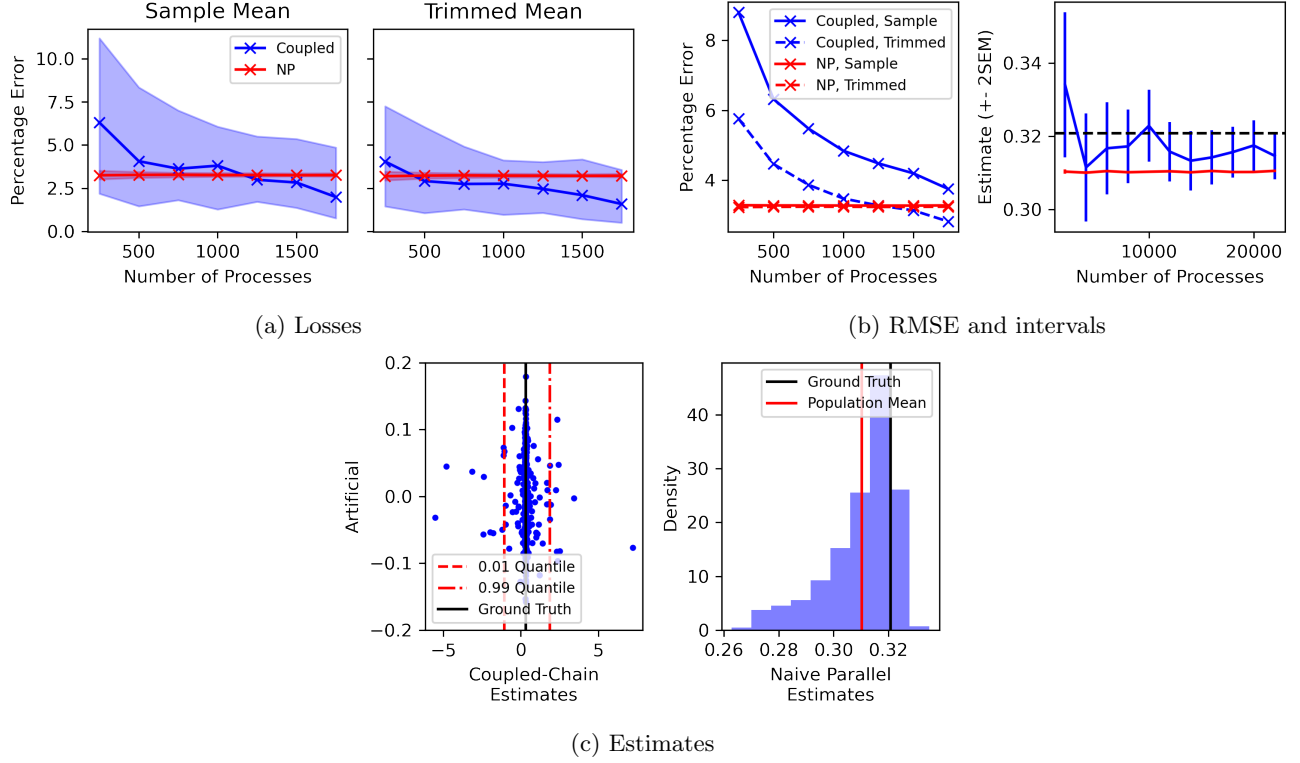 Sample Mean
Trimmed Mean
Percentage Error
10.0
7.5
5.0
2.5
0.0
Coupled
NP
500
1000
1500
500
1000
1500
Number of Processes
Number of Processes
(a) Losses
Percentage Error
8
6
4
Coupled, Sample
Coupled, Trimmed
NP, Sample
NP, Trimmed
500
1000
1500
Number of Processes
Estimate (+- 2SEM)
0.34
0.32
0.30
10000
20000
Number of Processes
(b) RMSE and intervals
Artificial
0.2
0.1
0.0
−0.1
−0.2
0.01 Quantile
0.99 Quantile
Ground Truth
−5
0
5
Coupled-Chain
Estimates
Density
40
30
20
10
0
Ground Truth
Population Mean
0.26
0.28
0.30
0.32
Naive Parallel
Estimates
(c) Estimates